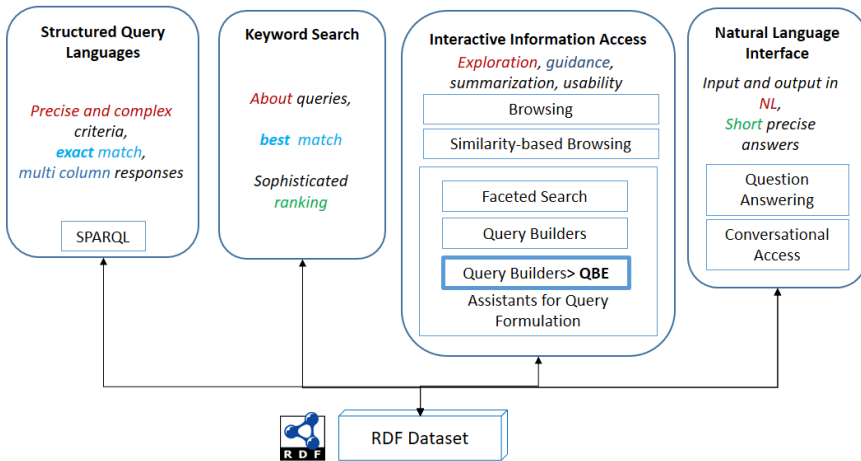 Structured Query
Languages
Precise and complex
criteria,
exact match,
multi column responses
SPARQL
Keyword Search
About queries,
best match
Sophisticated
ranking
Interactive Information Access
Exploration, guidance,
summarization, usability
Browsing
Similarity-based Browsing
Faceted Search
Query Builders
Query Builders> QBE
Assistants for Query
Formulation
Natural Language
Interface
Input and output in
NL,
Short precise
answers
Question
Answering
Conversational
Access
RDF
RDF Dataset